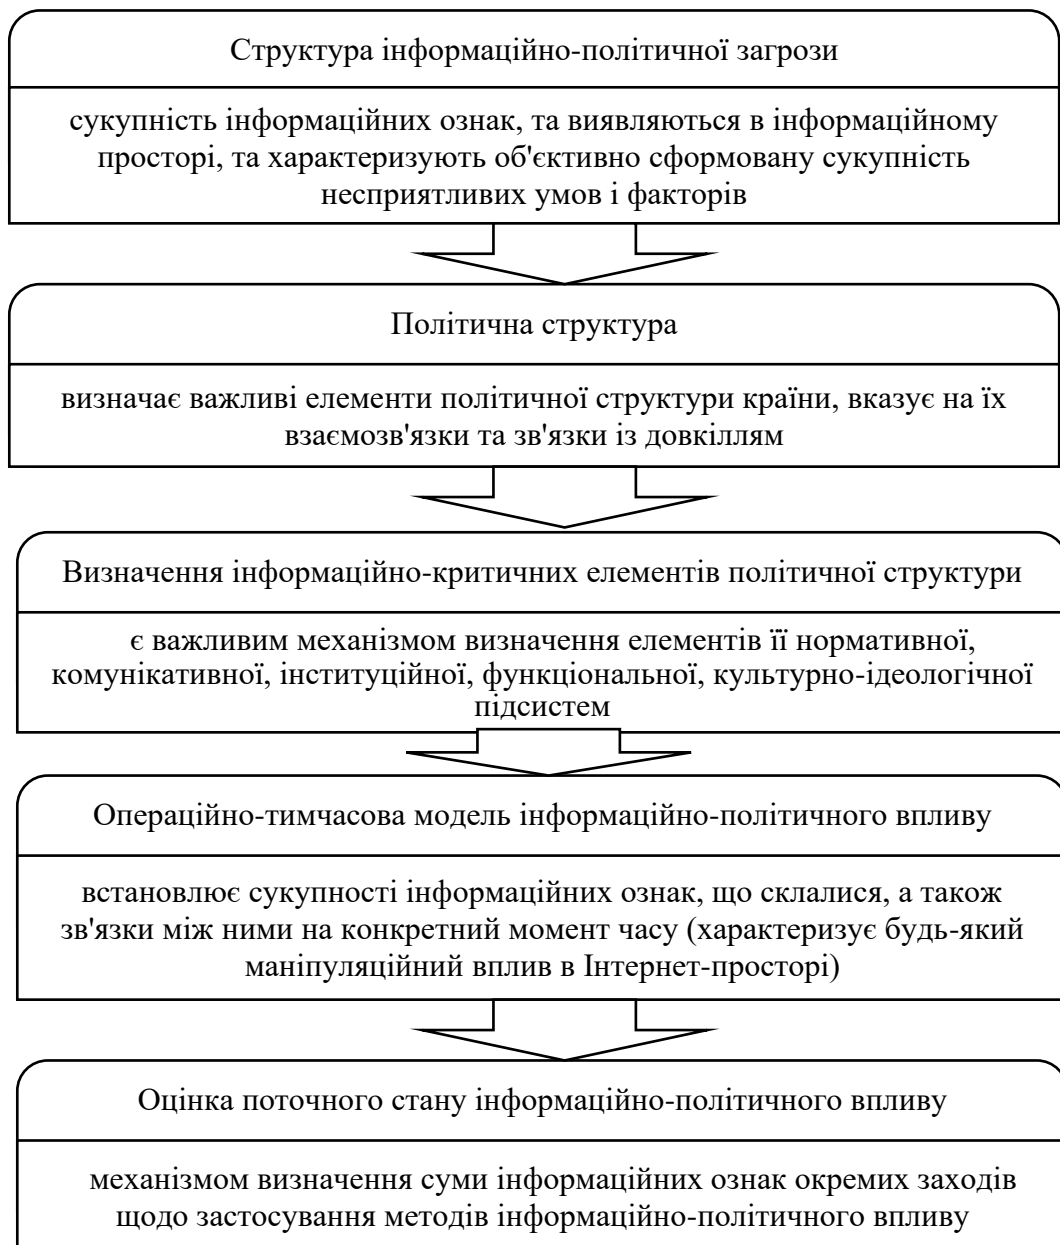 Структура інформаційно-політичної загрози
сукупність інформаційних ознак, та виявляються в інформаційному
просторі, та характеризують об'єктивно сформовану сукупність
несприятливих умов і факторів
Політична структура
визначає важливі елементи політичної структури країни, вказує на їх
взаємозв'язки та зв'язки із довкіллям
Визначення інформаційно-критичних елементів політичної структури
є важливим механізмом визначення елементів її нормативної,
комунікативної, інституційної, функціональної, культурно-ідеологічної
підсистем
Операційно-тимчасова модель інформаційно-політичного впливу
встановлює сукупності інформаційних ознак, що склалися, а також
зв'язки між ними на конкретний момент часу (характеризує будь-який
маніпуляційний вплив в Інтернет-просторі)
Оцінка поточного стану інформаційно-політичного впливу
механізмом визначення суми інформаційних ознак окремих заходів
щодо застосування методів інформаційно-політичного впливу